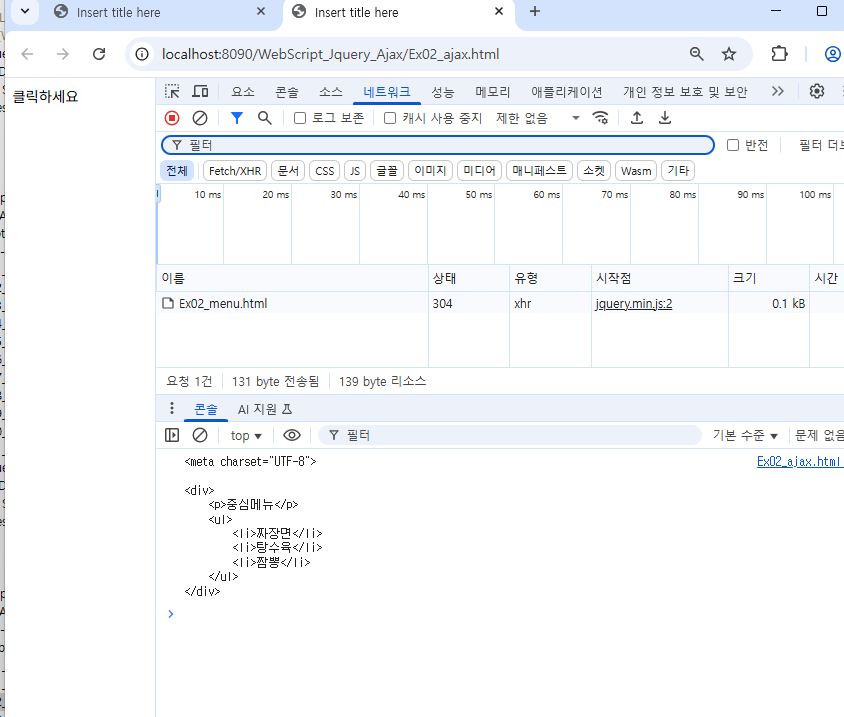 Insert title here
Insert title here
localhost:8090/WebScript_Jquery_Ajax/Ex02_ajax.html
클릭하세요
요소 콘솔 소스 네트워크 성능 메모리 애플리케이션 개인 정보 보호 및 보안
로그 보존 캐시 사용 중지 제한 없음
필터 반전 필터 더보
전체 Fetch/XHR 문서 CSS JS 글꼴 이미지 미디어 매니페스트 소켓 Wasm 기타
10 ms 20 ms 30 ms 40 ms 50 ms 60 ms 70 ms 80 ms 90 ms 100 ms
이름 상태 유형 시작점 크기 시간
Ex02_menu.html 304 xhr jquery.min.js:2 0.1 kB
요청 1건 131 byte 전송됨 139 byte 리소스
콘솔 AI 지원
top 필터 기본 수준 문제 없음
<meta charset="UTF-8"> Ex02_ajax.html
<div>
<p>중심메뉴</p>
<ul>
<li>짜장면</li>
<li>탕수육</li>
<li>짬뽕</li>
</ul>
</div>